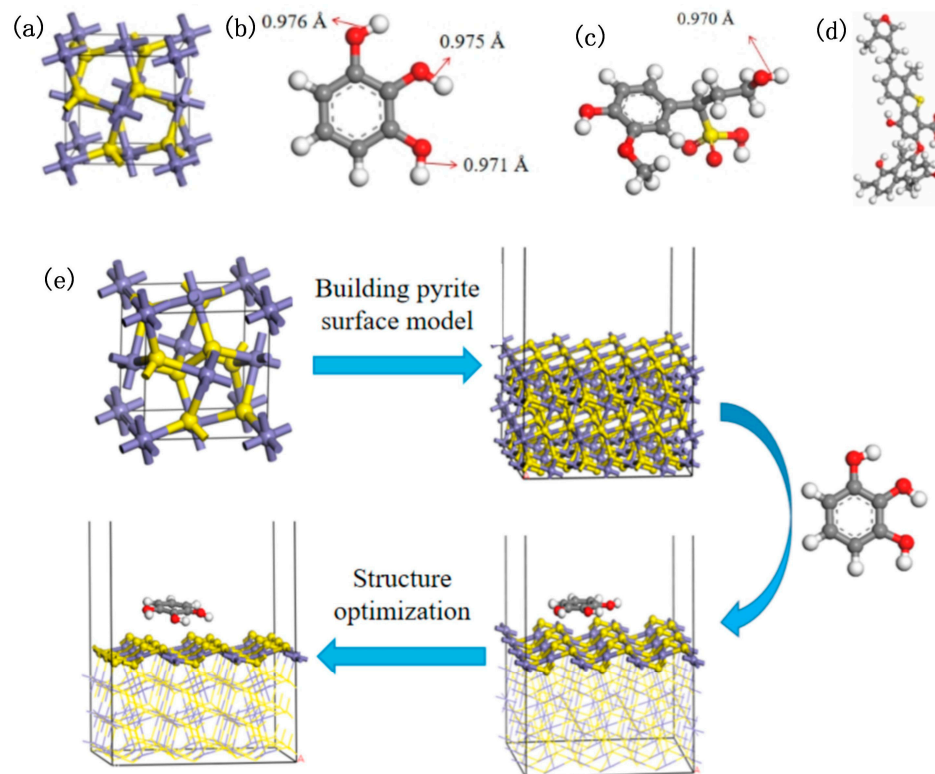 (a)
(b)
0.976 Å
0.975 Å
0.971 Å
(c)
0.970 Å
(d)
(e)
Building pyrite
surface model
Structure
optimization
A
A